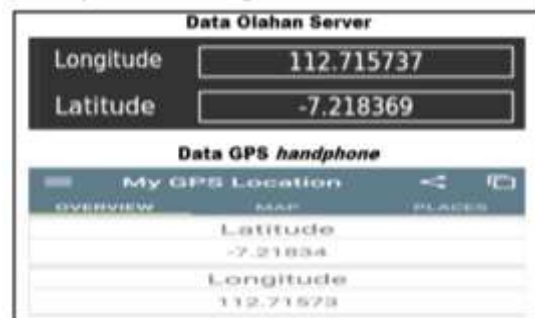 Data Olahan Server
Longitude 112.715737
Latitude -7.218369
Data GPS handphone
My GPS Location
OVERVIEW MAP PLACES
Latitude
-7.21834
Longitude
112.71573